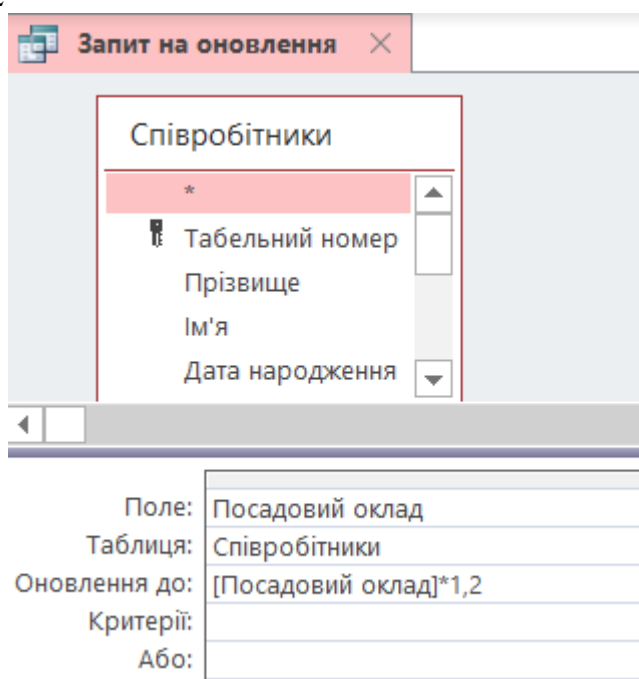 Запит на оновлення
Співробітники
*
Табельний номер
Прізвище
Ім'я
Дата народження
Поле: Посадовий оклад
Таблиця: Співробітники
Оновлення до: [Посадовий оклад]*1,2
Критерії:
Або: